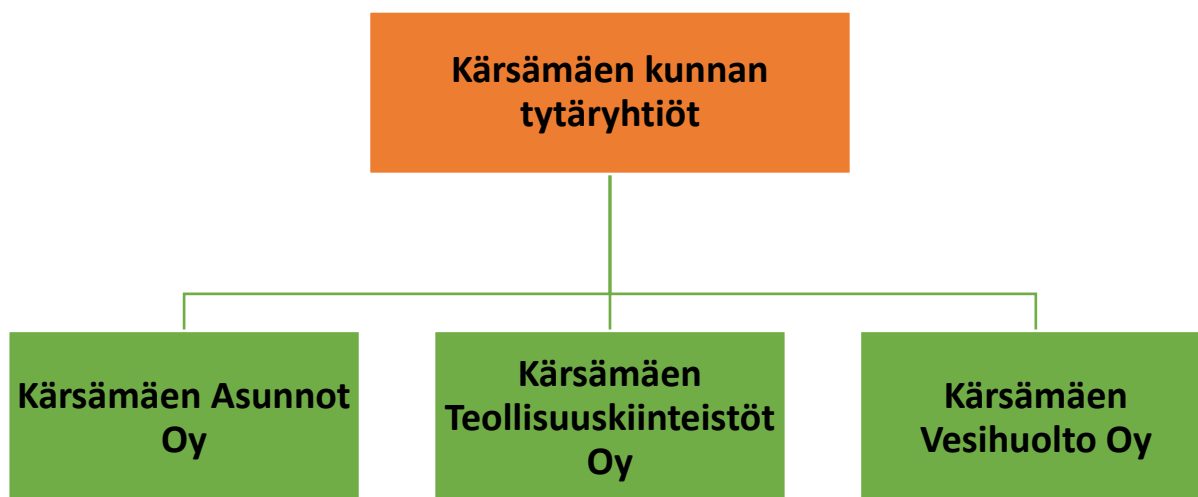 Kärsämäen kunnan
tytäryhtiöt
Kärsämäen Asunnot
Oy
Kärsämäen
Teollisuuskiinteistöt
Oy
Kärsämäen
Vesihuolto Oy